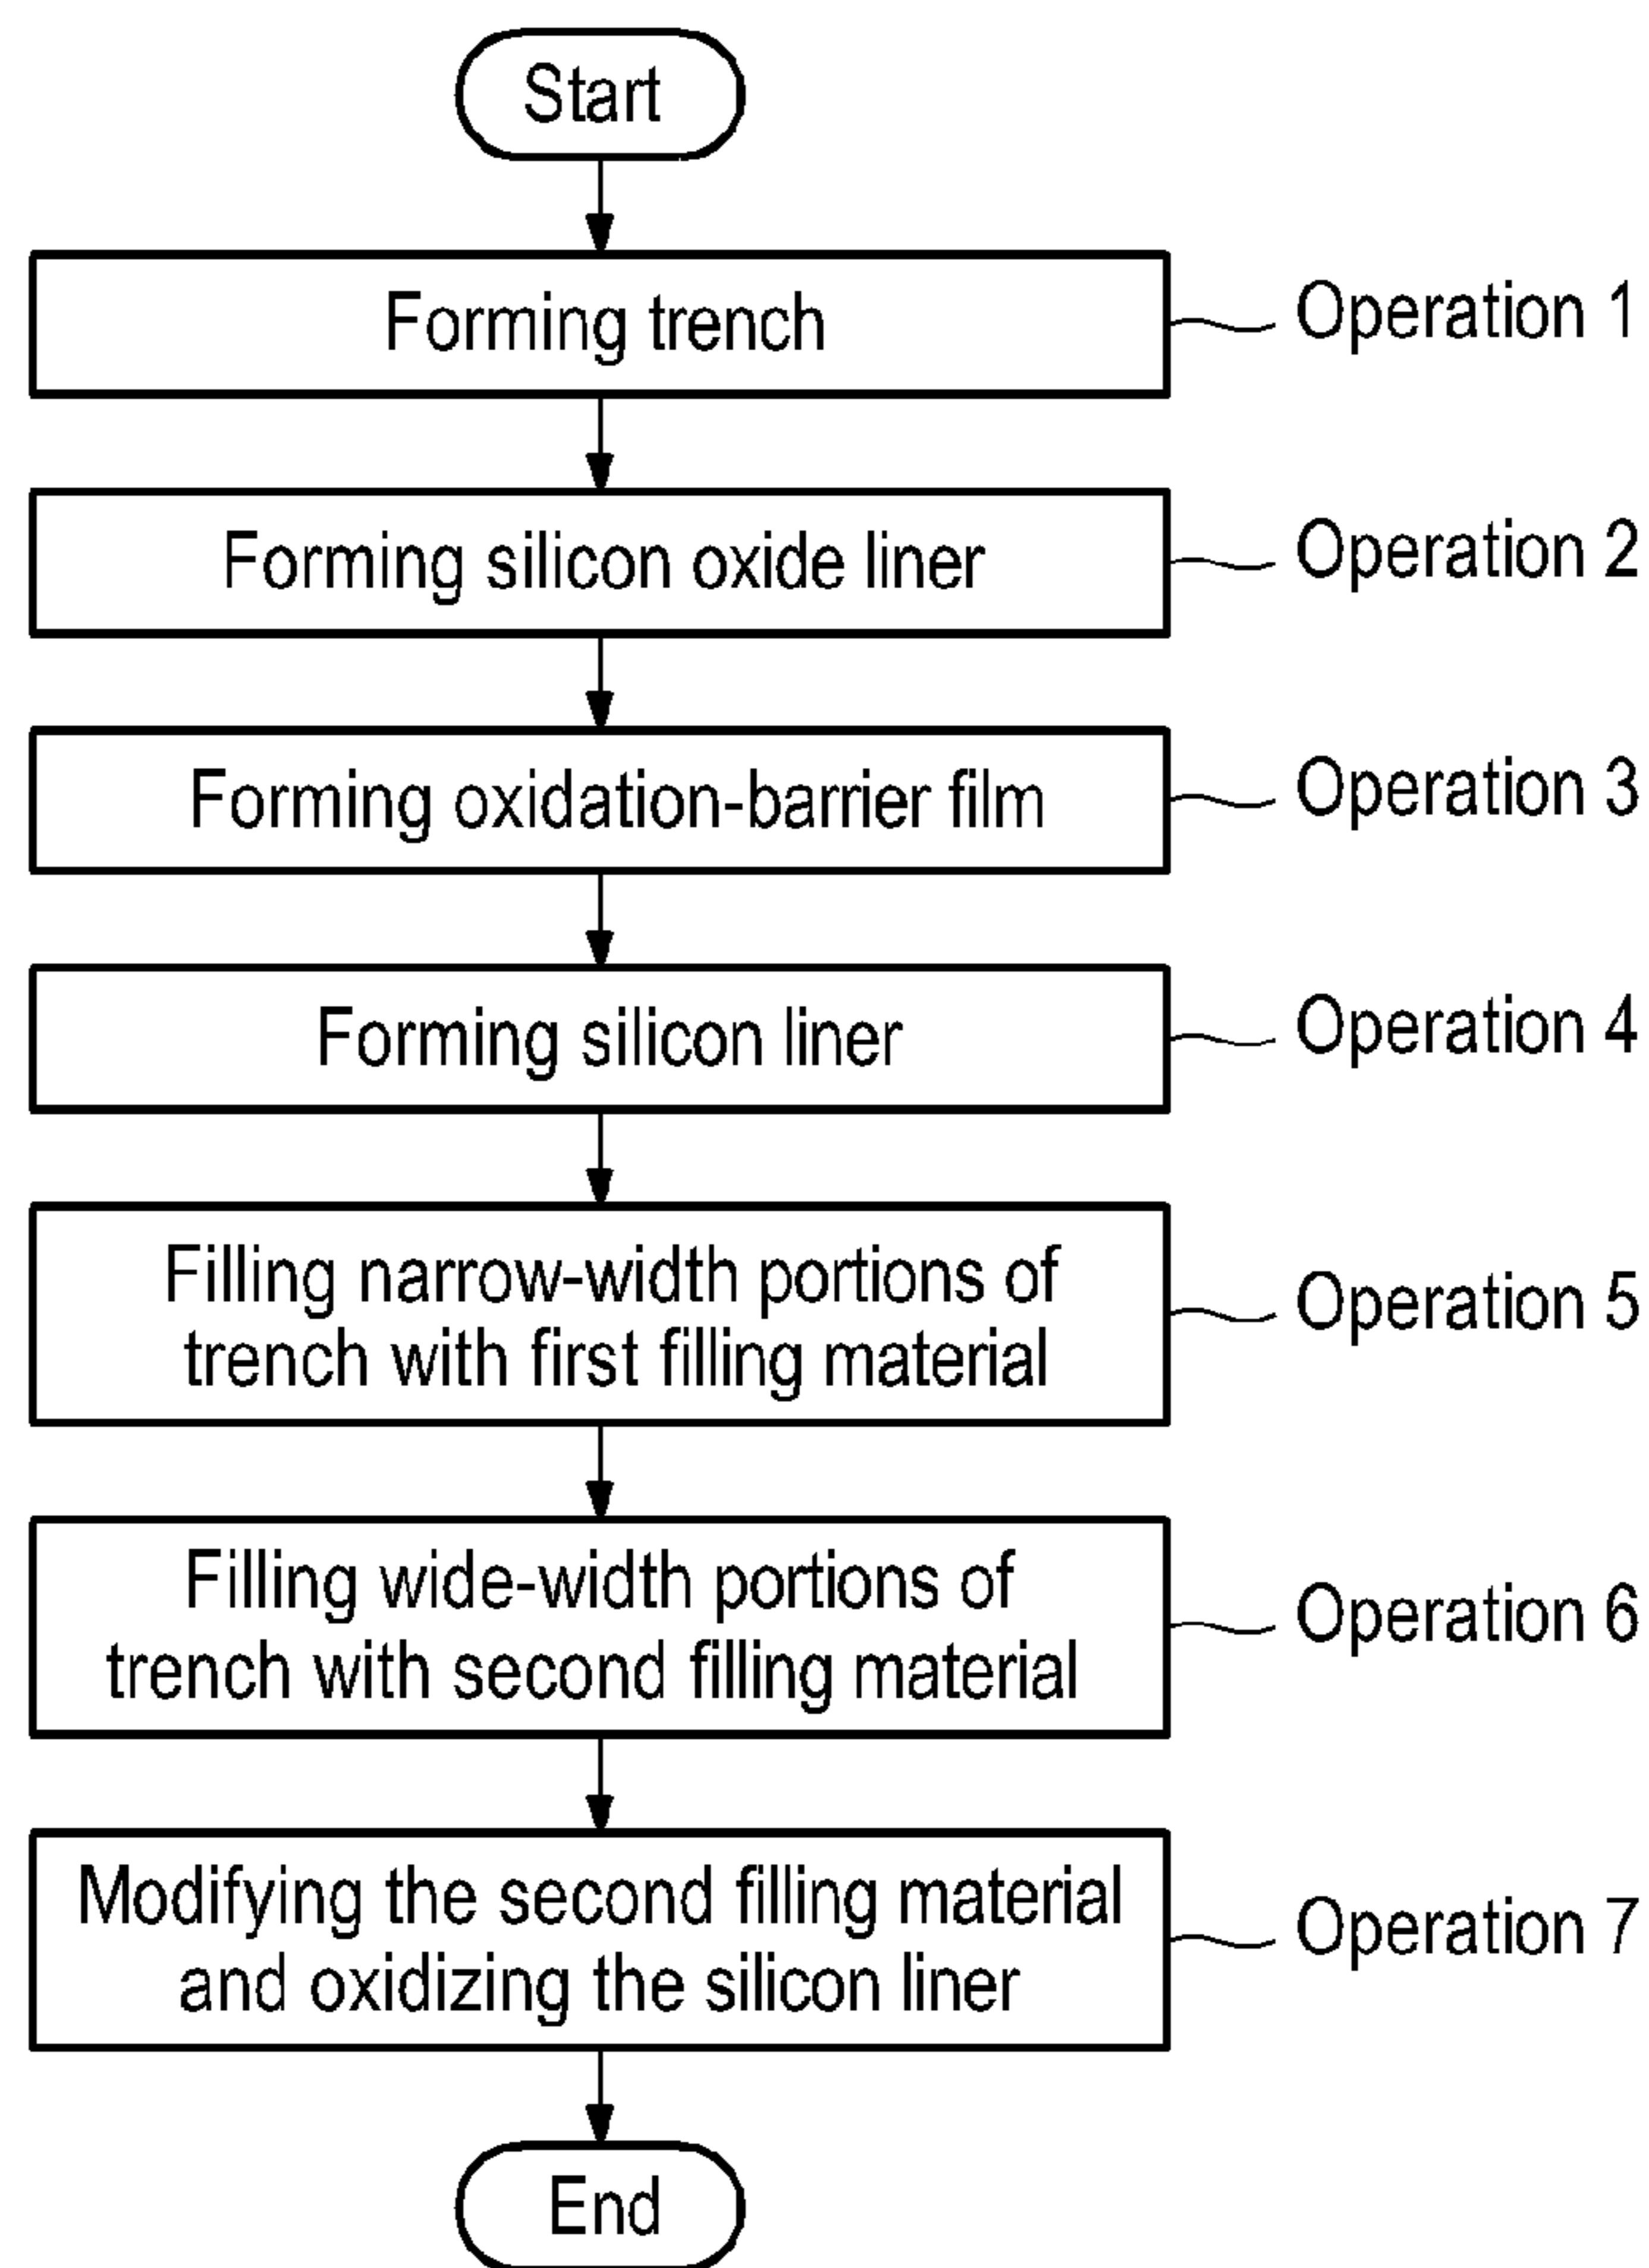 Start
Forming trench
Operation 1
Forming silicon oxide liner
Operation 2
Forming oxidation-barrier film
Operation 3
Forming silicon liner
Operation 4
Filling narrow-width portions of
trench with first filling material
Operation 5
Filling wide-width portions of
trench with second filling material
Operation 6
Modifying the second filling material
and oxidizing the silicon liner
Operation 7
End